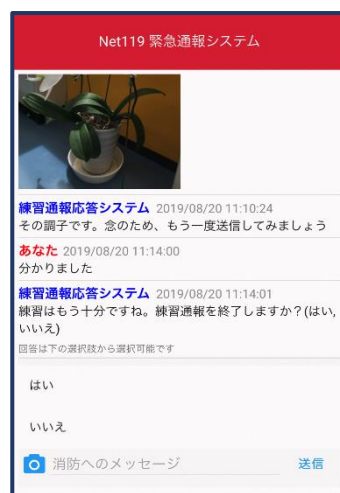 Net119 緊急通報システム
練習通報応答システム 2019/08/20 11:10:24
その調子です。念のため、もう一度送信してみましょう
あなた 2019/08/20 11:14:00
分かりました
練習通報応答システム 2019/08/20 11:14:01
練習はもう十分ですね。練習通報を終了しますか?(はい,
いいえ)
回答は下の選択肢から選択可能です
はい
いいえ
消防へのメッセージ 送信